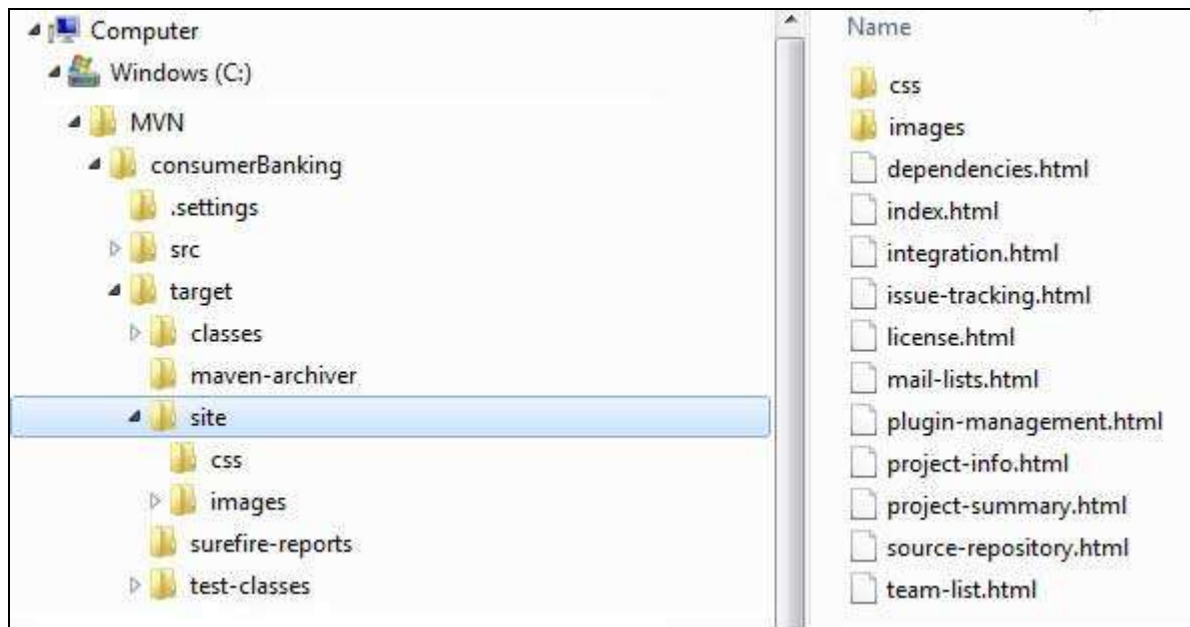 Computer
Windows (C:)
MVN
consumerBanking
.settings
src
target
classes
maven-archiver
site
css
images
surefire-reports
test-classes
Name
css
images
dependencies.html
index.html
integration.html
issue-tracking.html
license.html
mail-lists.html
plugin-management.html
project-info.html
project-summary.html
source-repository.html
team-list.html